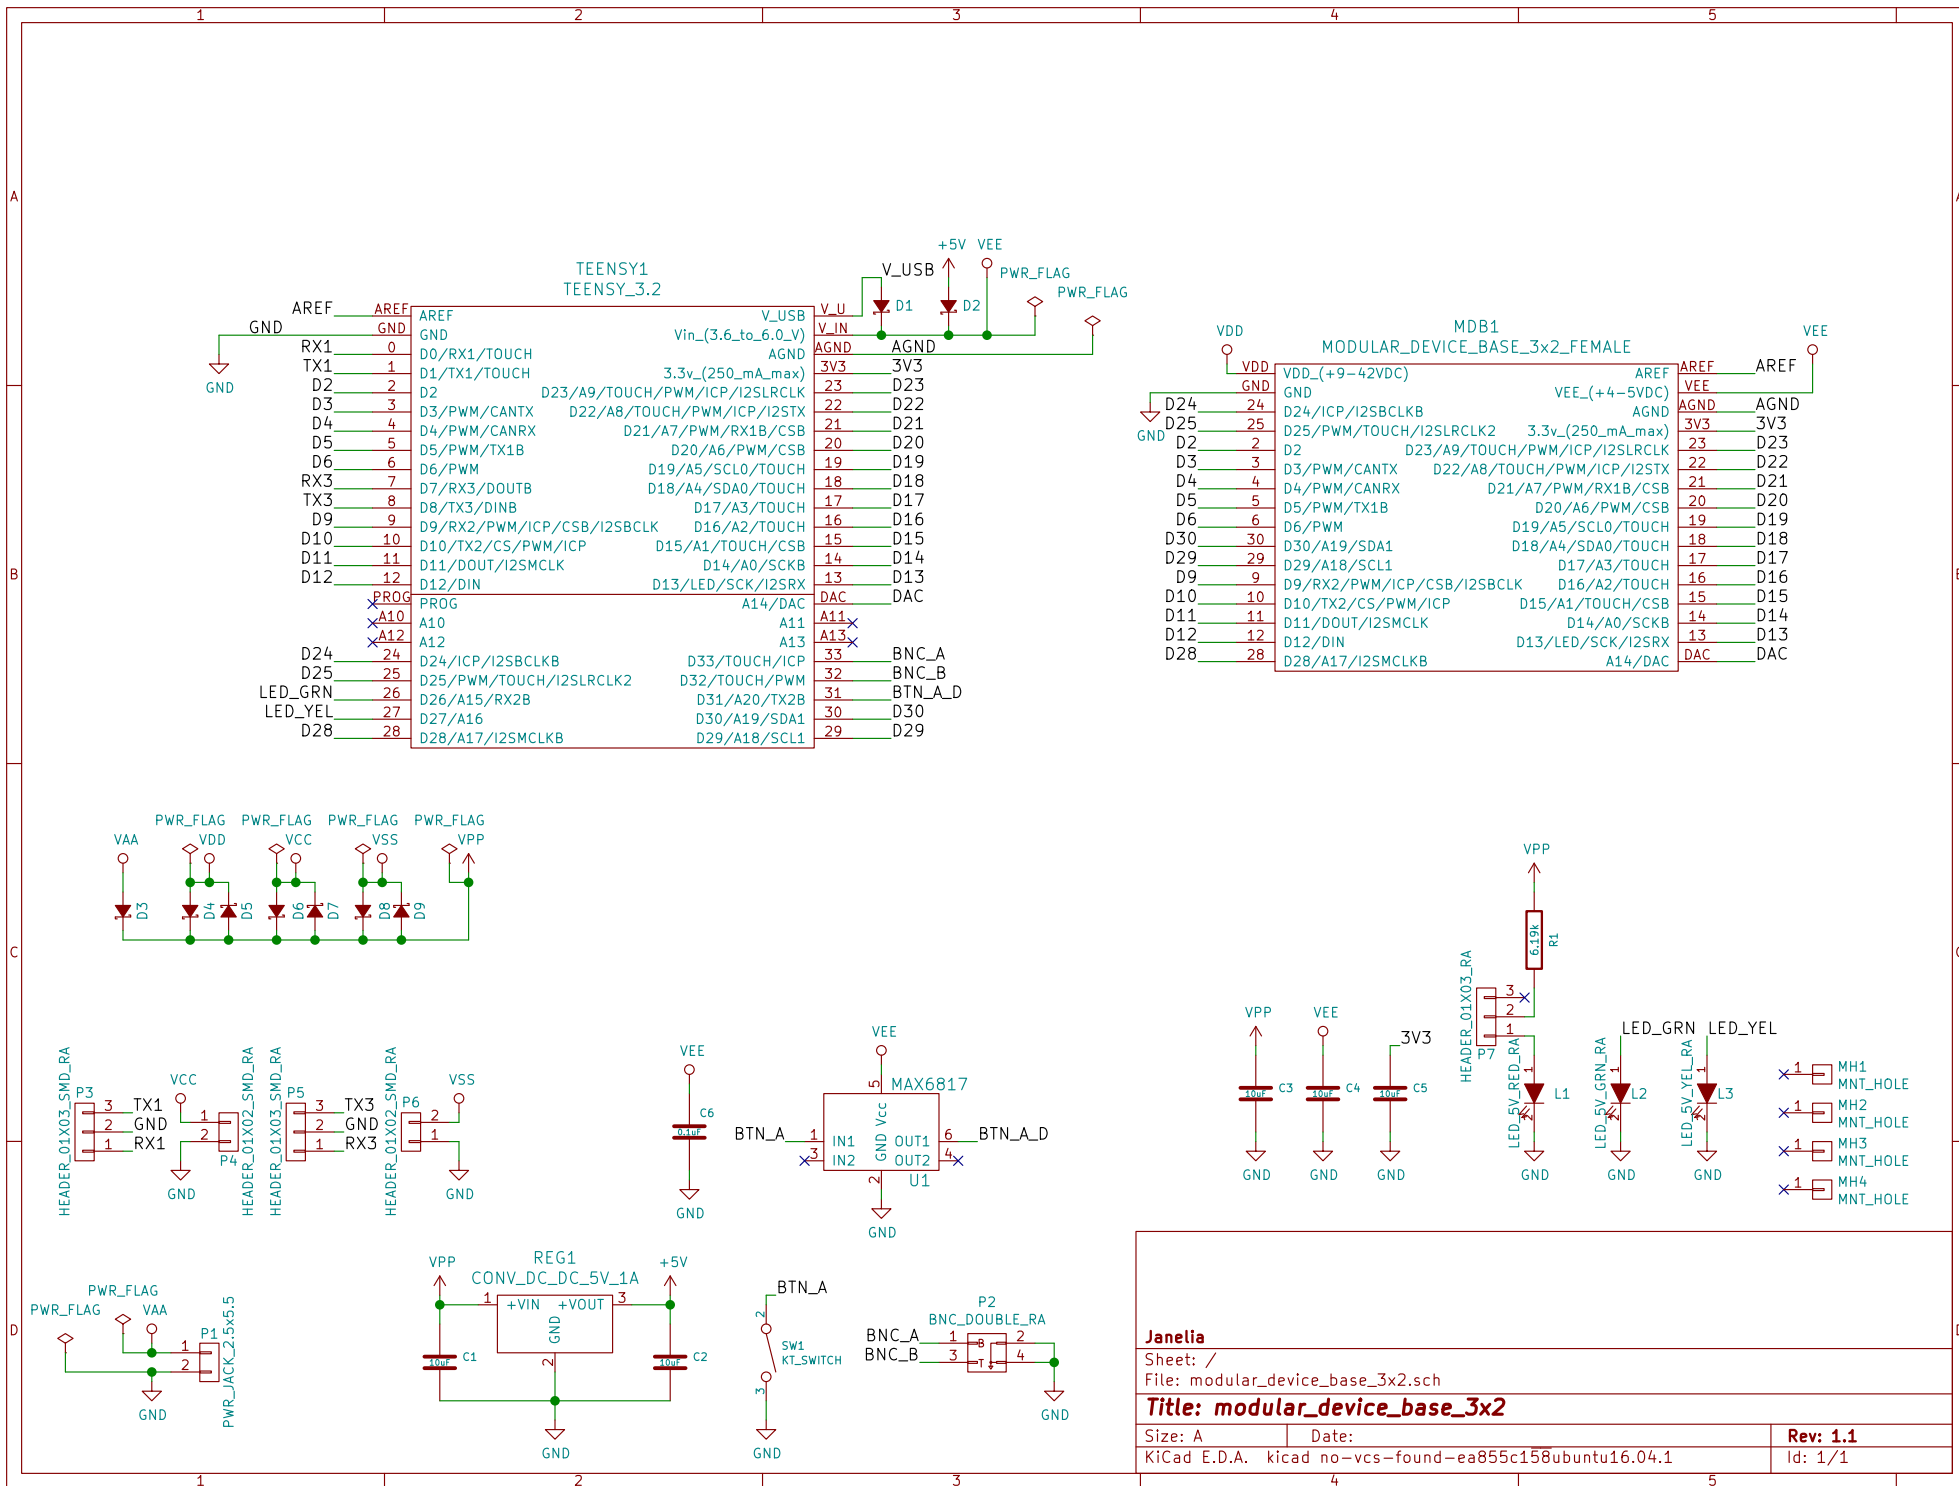 1 2 3 4 5
A
B
C
D
TEENSY1
TEENSY_3.2
AREF AREF AREF
GND GND GND
GND
RX1 0 D0/RX1/TOUCH
TX1 1 D1/TX1/TOUCH
D2 2 D2
D3 3 D3/PWM/CANTX
D4 4 D4/PWM/CANRX
D5 5 D5/PWM/TX1B
D6 6 D6/PWM
RX3 7 D7/RX3/DOUTB
TX3 8 D8/TX3/DINB
D9 9 D9/RX2/PWM/ICP/CSB/I2SBCLK
D10 10 D10/TX2/CS/PWM/ICP
D11 11 D11/DOUT/I2SMCLK
D12 12 D12/DIN
PROG PROG
A10 A10
A12 A12
D24 24 D24/ICP/I2SBCLKB
D25 25 D25/PWM/TOUCH/I2SLRCLK2
LED_GRN 26 D26/A15/RX2B
LED_YEL 27 D27/A16
D28 28 D28/A17/I2SMCLKB
V_USB V_U V_USB
Vin_(3.6_to_6.0_V) V_IN
AGND AGND AGND
3.3v_(250_mA_max) 3V3 3V3
D23/A9/TOUCH/PWM/ICP/I2SLRCLK 23 D23
D22/A8/TOUCH/PWM/ICP/I2STX 22 D22
D21/A7/PWM/RX1B/CSB 21 D21
D20/A6/PWM/CSB 20 D20
D19/A5/SCL0/TOUCH 19 D19
D18/A4/SDA0/TOUCH 18 D18
D17/A3/TOUCH 17 D17
D16/A2/TOUCH 16 D16
D15/A1/TOUCH/CSB 15 D15
D14/A0/SCKB 14 D14
D13/LED/SCK/I2SRX 13 D13
A14/DAC DAC DAC
A11 A11
A13 A13
D33/TOUCH/ICP 33 BNC_A
D32/TOUCH/PWM 32 BNC_B
D31/A20/TX2B 31 BTN_A_D
D30/A19/SDA1 30 D30
D29/A18/SCL1 29 D29
+5V VEE
PWR_FLAG
PWR_FLAG
D1 D2
MDB1
MODULAR_DEVICE_BASE_3x2_FEMALE
VDD
VDD VDD_(+9-42VDC)
GND GND
GND
D24 24 D24/ICP/I2SBCLKB
D25 25 D25/PWM/TOUCH/I2SLRCLK2
D2 2 D2
D3 3 D3/PWM/CANTX
D4 4 D4/PWM/CANRX
D5 5 D5/PWM/TX1B
D6 6 D6/PWM
D30 30 D30/A19/SDA1
D29 29 D29/A18/SCL1
D9 9 D9/RX2/PWM/ICP/CSB/I2SBCLK
D10 10 D10/TX2/CS/PWM/ICP
D11 11 D11/DOUT/I2SMCLK
D12 12 D12/DIN
D28 28 D28/A17/I2SMCLKB
VEE
AREF AREF AREF
VEE_(+4-5VDC) VEE
AGND AGND AGND
3.3v_(250_mA_max) 3V3 3V3
D23/A9/TOUCH/PWM/ICP/I2SLRCLK 23 D23
D22/A8/TOUCH/PWM/ICP/I2STX 22 D22
D21/A7/PWM/RX1B/CSB 21 D21
D20/A6/PWM/CSB 20 D20
D19/A5/SCL0/TOUCH 19 D19
D18/A4/SDA0/TOUCH 18 D18
D17/A3/TOUCH 17 D17
D16/A2/TOUCH 16 D16
D15/A1/TOUCH/CSB 15 D15
D14/A0/SCKB 14 D14
D13/LED/SCK/I2SRX 13 D13
A14/DAC DAC DAC
PWR_FLAG PWR_FLAG PWR_FLAG PWR_FLAG
VAA VDD VCC VSS VPP
D3 D4 D5 D6 D7 D8 D9
HEADER_01X03_SMD_RA
P3
3 TX1
2 GND
1 RX1
VCC
1
2
P4
GND
HEADER_01X02_SMD_RA
HEADER_01X03_SMD_RA
P5
3 TX3
2 GND
1 RX3
HEADER_01X02_SMD_RA
P6
2
1
VSS
GND
VEE
C6
0.1uF
GND
VEE
MAX6817
5
Vcc
BTN_A 1 IN1
3 IN2
OUT1 6 BTN_A_D
OUT2 4
GND
2
U1
GND
VPP
C3
10uF
GND
VEE
C4
10uF
GND
3V3
C5
10uF
GND
VPP
6.19k
R1
HEADER_01X03_RA
3
2
1
P7
LED_5V_RED_RA
1
L1
2
GND
LED_GRN
LED_5V_GRN_RA
1
L2
2
GND
LED_YEL
LED_5V_YEL_RA
1
L3
2
GND
1 MH1
MNT_HOLE
1 MH2
MNT_HOLE
1 MH3
MNT_HOLE
1 MH4
MNT_HOLE
PWR_FLAG
PWR_FLAG VAA
P1
1
2
PWR_JACK_2.5x5.5
GND
REG1
CONV_DC_DC_5V_1A
VPP +5V
1 +VIN +VOUT 3
GND
2
10uF C1
10uF C2
GND
BTN_A
2
SW1
KT_SWITCH
3
GND
P2
BNC_DOUBLE_RA
BNC_A 1 B 2
BNC_B 3 T 4
GND
Janelia
Sheet: /
File: modular_device_base_3x2.sch
Title: modular_device_base_3x2
Size: A Date: Rev: 1.1
KiCad E.D.A. kicad no-vcs-found-ea855c158ubuntu16.04.1 Id: 1/1
1 2 3 4 5